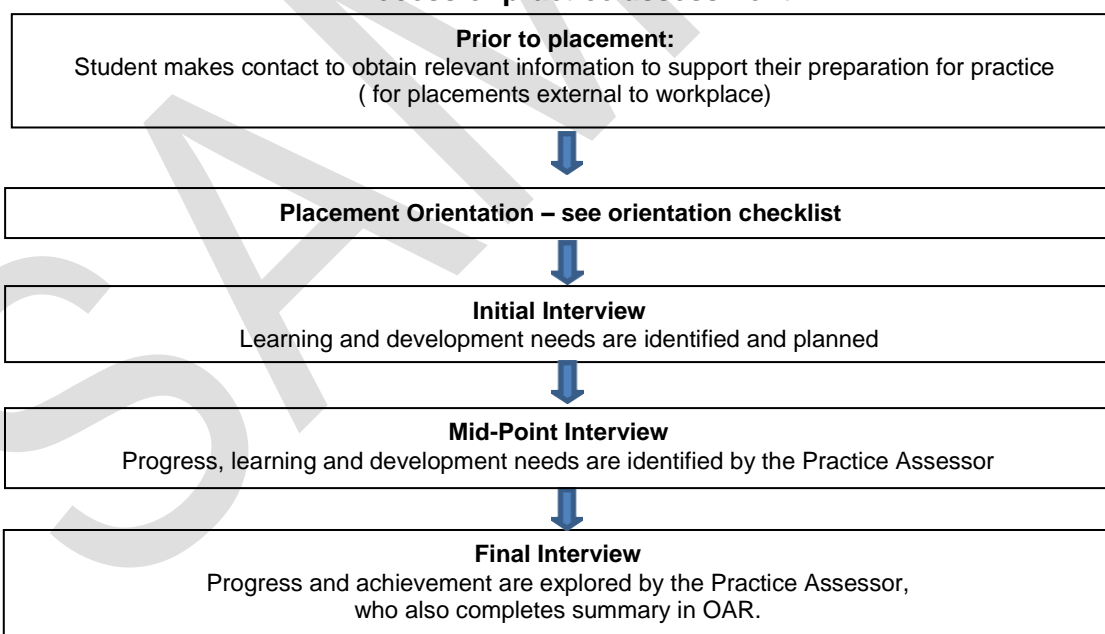 Prior to placement:
Student makes contact to obtain relevant information to support their preparation for practice
( for placements external to workplace)
Placement Orientation – see orientation checklist
Initial Interview
Learning and development needs are identified and planned
Mid-Point Interview
Progress, learning and development needs are identified by the Practice Assessor
Final Interview
Progress and achievement are explored by the Practice Assessor,
who also completes summary in OAR.